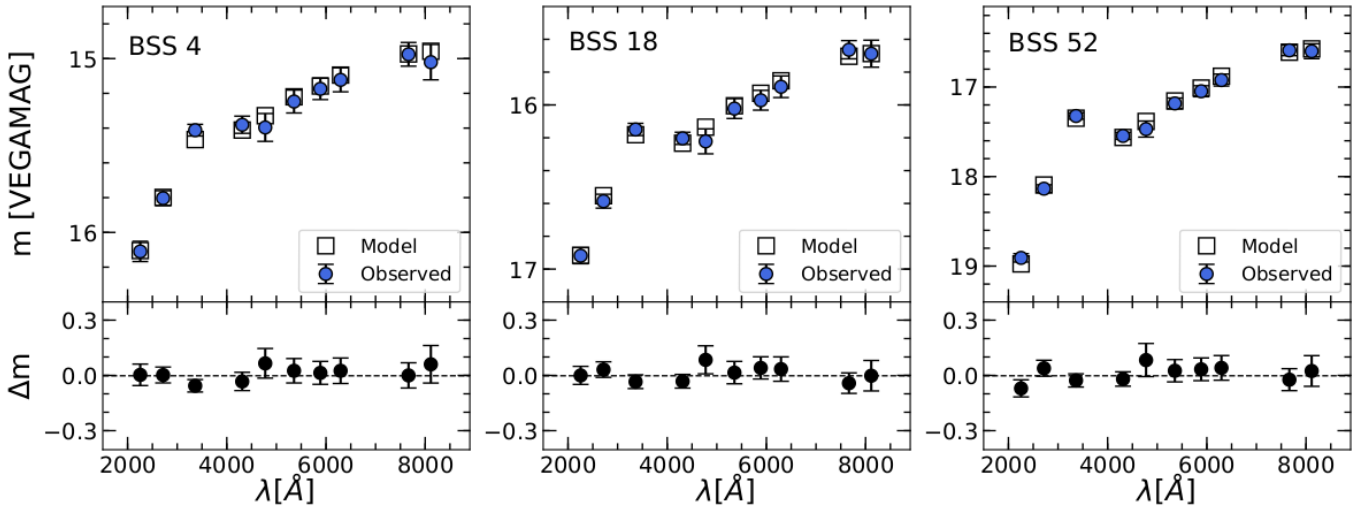 BSS 4
BSS 18
BSS 52
m [VEGAMAG]
15
16
16
17
17
18
19
Model
Observed
Model
Observed
Model
Observed
Δm
0.3
0.0
−0.3
0.3
0.0
−0.3
0.3
0.0
−0.3
2000 4000 6000 8000
2000 4000 6000 8000
2000 4000 6000 8000
λ[Å]
λ[Å]
λ[Å]